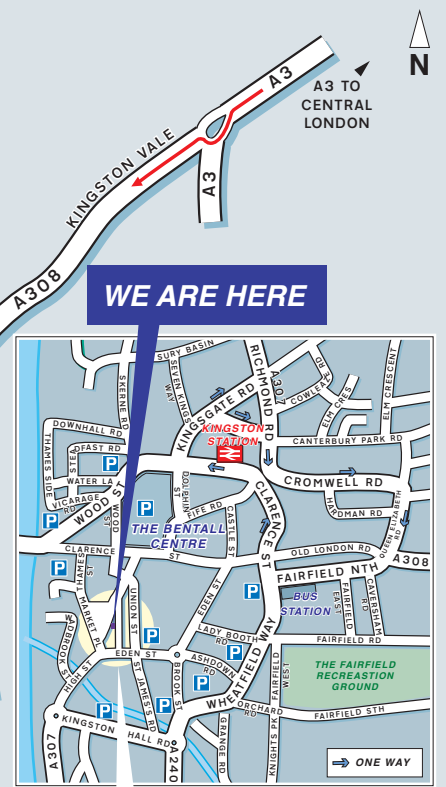 N
A3
A3 TO
CENTRAL
LONDON
KINGSTON VALE
A3
A308
WE ARE HERE
SURY BASIN
SKERNE RD
SEVEN KINGS
WAY
KINGSGATE RD
RICHMOND RD
A307
COWLEA
RD
ELM CRES
ELM CRESCENT
DOWNHALL RD
KINGSTON
STATION
CANTERBURY PARK RD
THAMES SIDE
STE
DFAST RD
P
WATER LA
DOLPHIN
ST
CROMWELL RD
VICARAGE
RD
WOOD ST
WOOD
P
P
FIFE RD
CASTLE ST
CLARENCE ST
HARDMAN RD
QUEEN ELIZABETH
RD
THE BENTALL
CENTRE
CLARENCE
ST
OLD LONDON RD
A308
P
THAMES
ST
FAIRFIELD NTH
MARKET PL
UNION ST
EDEN ST
P
BUS
STATION
EAST
FAIRFIELD
CAVERSHAM
RD
P
LADY BOOTH
RD
FAIRFIELD RD
HIGH ST
EDEN ST
P
ASHDOWN
RD
WHEATFIELD WAY
FAIRFIELD
WEST
THE FAIRFIELD
RECREATION
GROUND
ST JAMES'S RD
BROOK ST
P
ORCHARD
RD
FAIRFIELD STH
KINGSTON HALL RD
GRANGE RD
KNIGHTS PK
A307
A240
ONE WAY